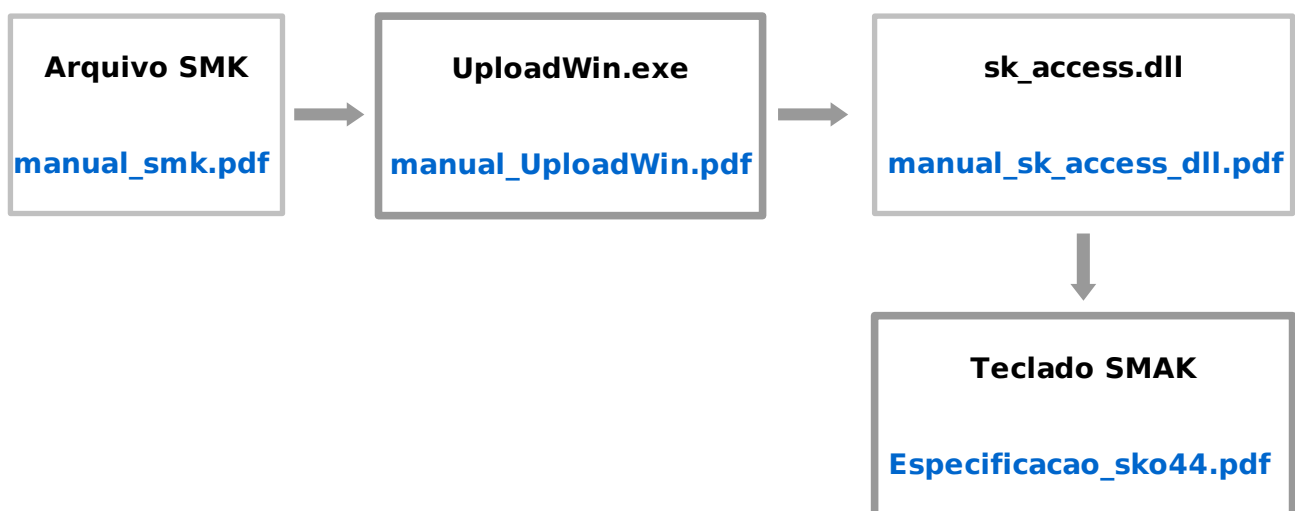 Arquivo SMK
manual_smk.pdf
UploadWin.exe
manual_UploadWin.pdf
sk_access.dll
manual_sk_access_dll.pdf
Teclado SMAK
Especificacao_sko44.pdf